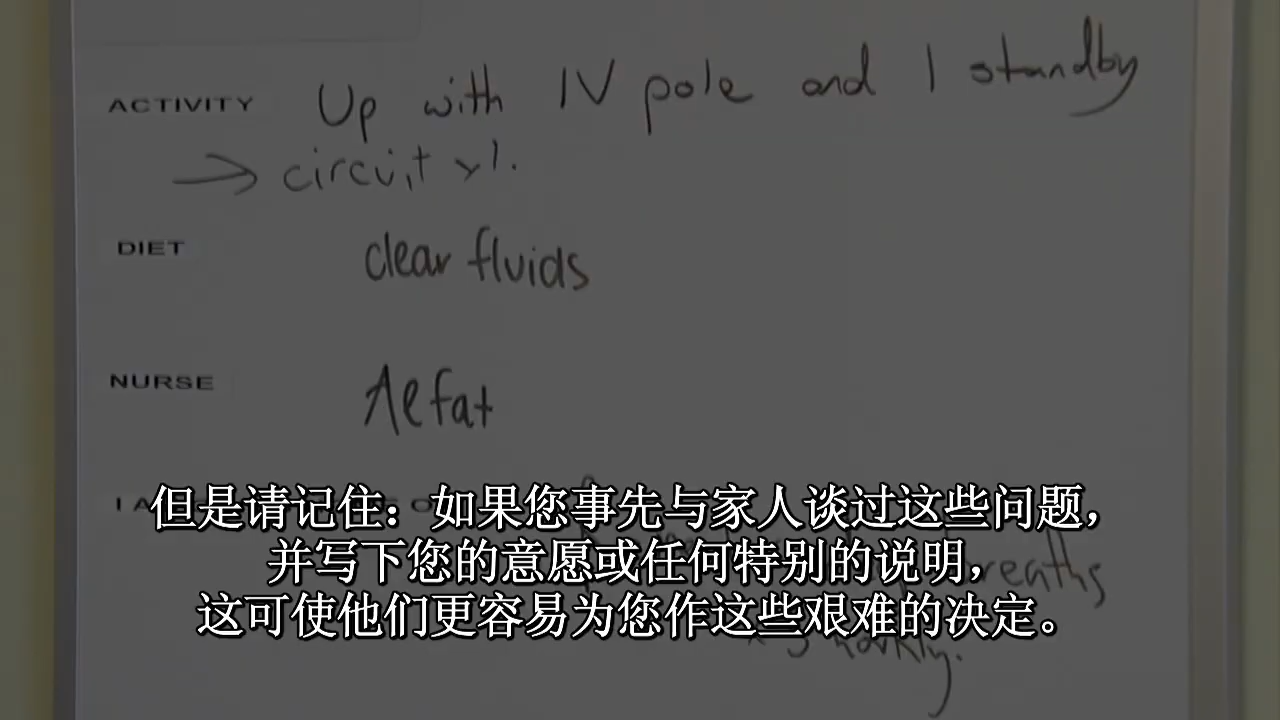 ACTIVITY Up with IV pole and 1 standby
→ circuit x1.
DIET clear fluids
NURSE Aefat
但是请记住：如果您事先与家人谈过这些问题，
并写下您的意愿或任何特别的说明，
这可使他们更容易为您作这些艰难的决定。